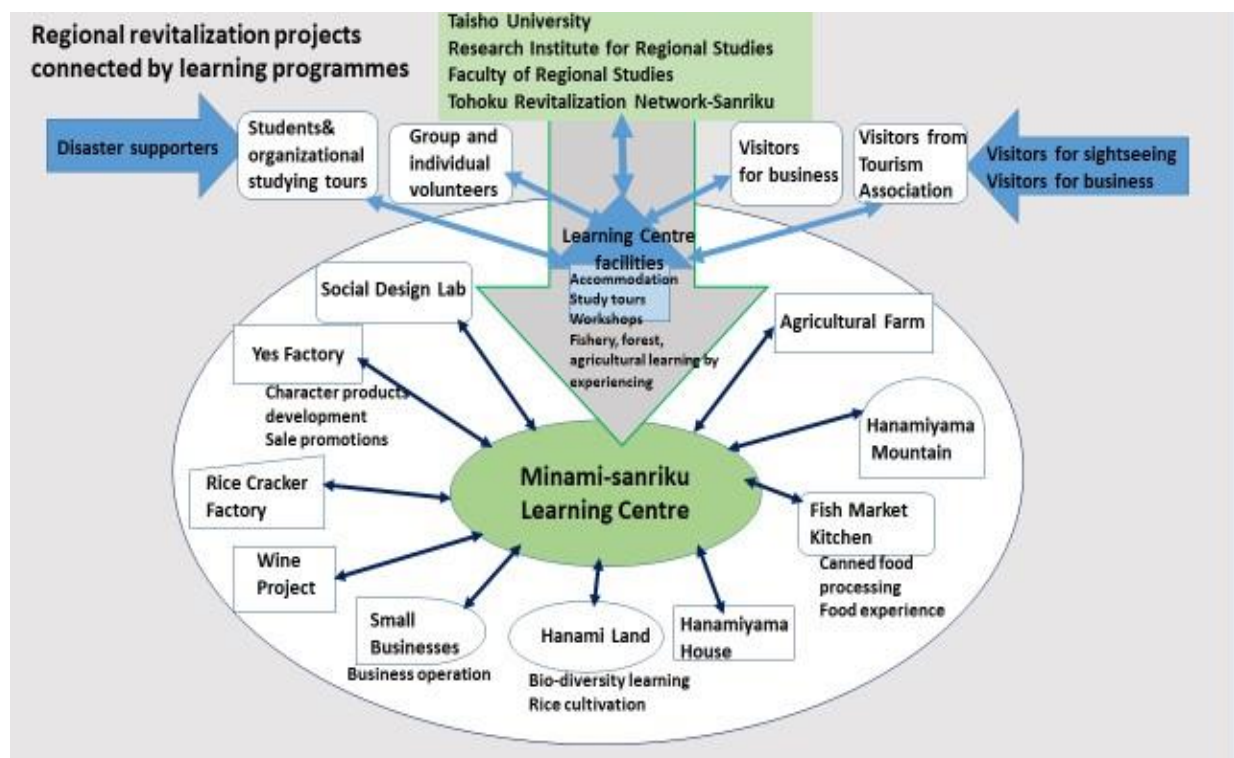 Regional revitalization projects
connected by learning programmes
Taisho University
Research Institute for Regional Studies
Faculty of Regional Studies
Tohoku Revitalization Network-Sanriku
Disaster supporters
Students&
organizational
studying tours
Group and
individual
volunteers
Visitors
for business
Visitors from
Tourism
Association
Visitors for sightseeing
Visitors for business
Learning Centre
facilities
Accommodation
Study tours
Workshops
Fishery, forest,
agricultural learning by
experiencing
Social Design Lab
Yes Factory
Character products
development
Sale promotions
Rice Cracker
Factory
Wine
Project
Small
Businesses
Business operation
Hanami Land
Bio-diversity learning
Rice cultivation
Hanamiyama
House
Fish Market
Kitchen
Canned food
processing
Food experience
Hanamiyama
Mountain
Agricultural Farm
Minami-sanriku
Learning Centre